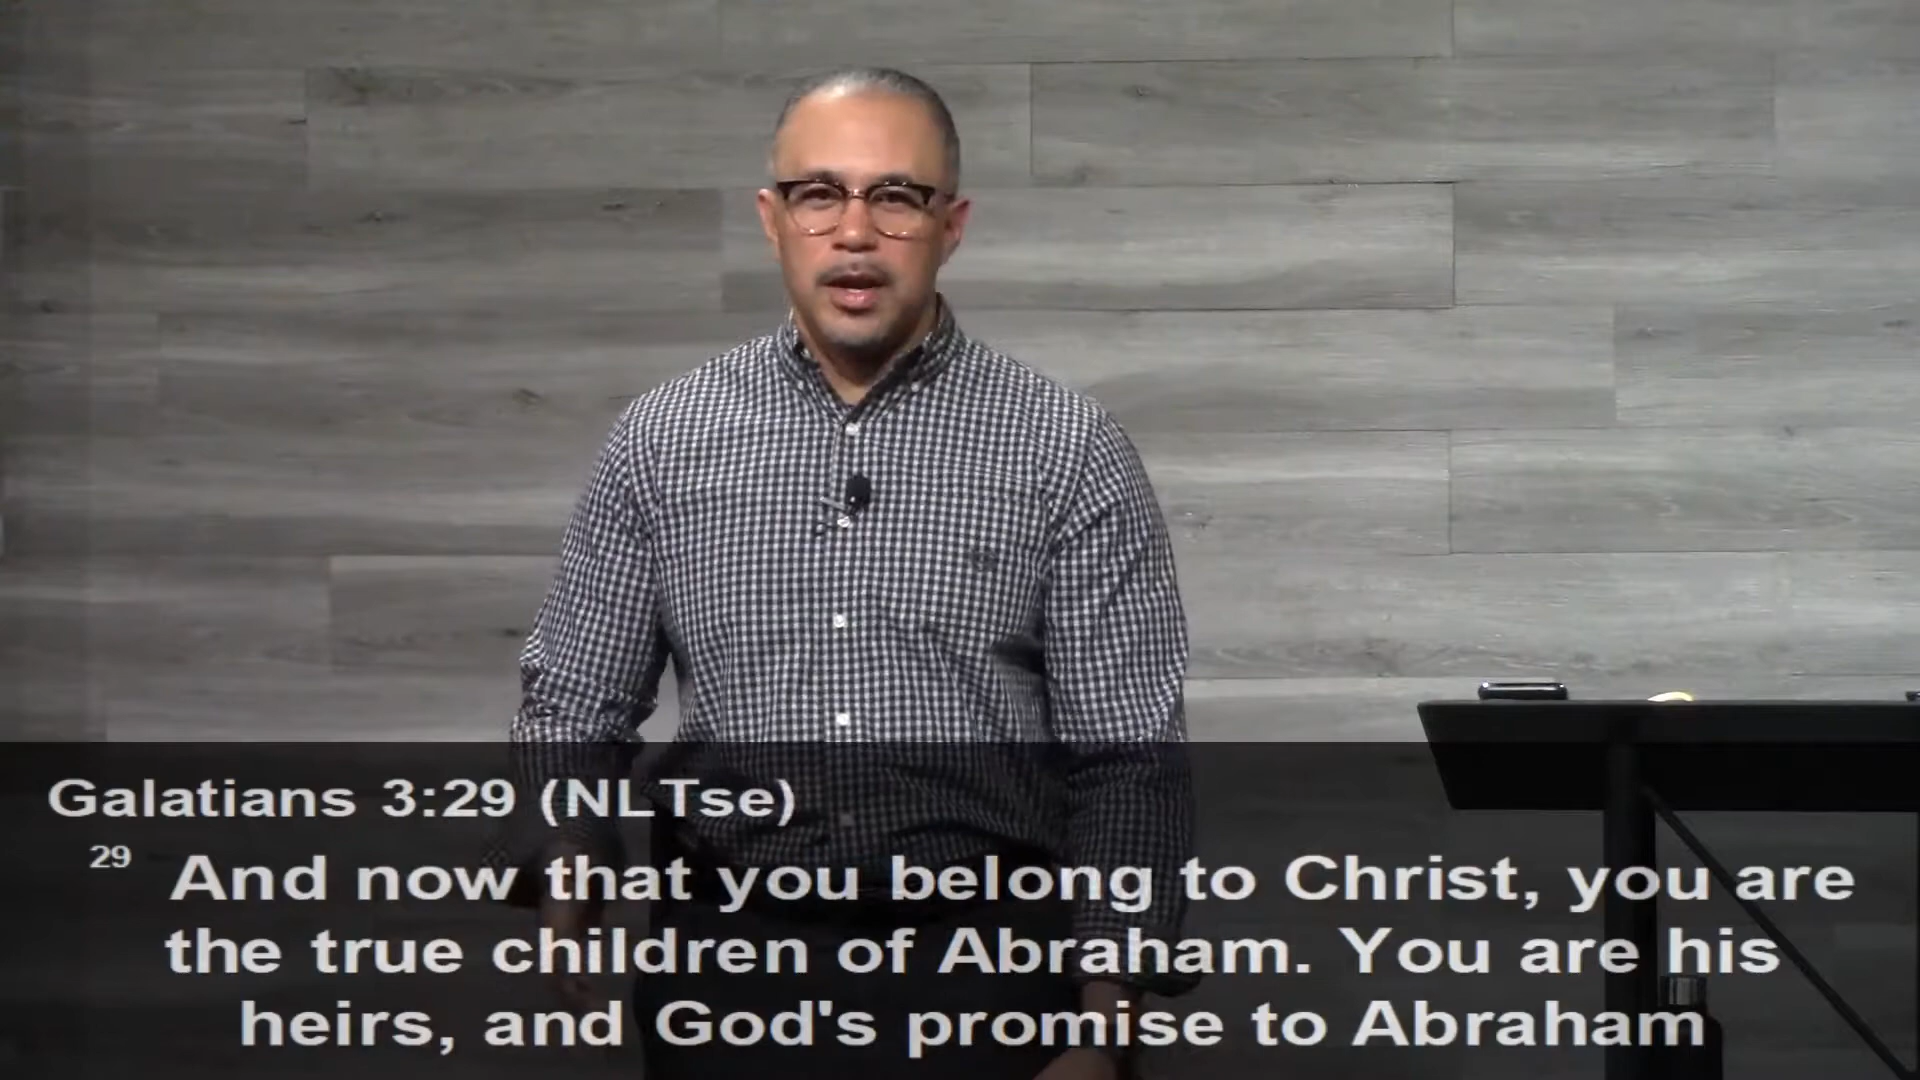 Galatians 3:29 (NLTse)
29 And now that you belong to Christ, you are
the true children of Abraham. You are his
heirs, and God's promise to Abraham